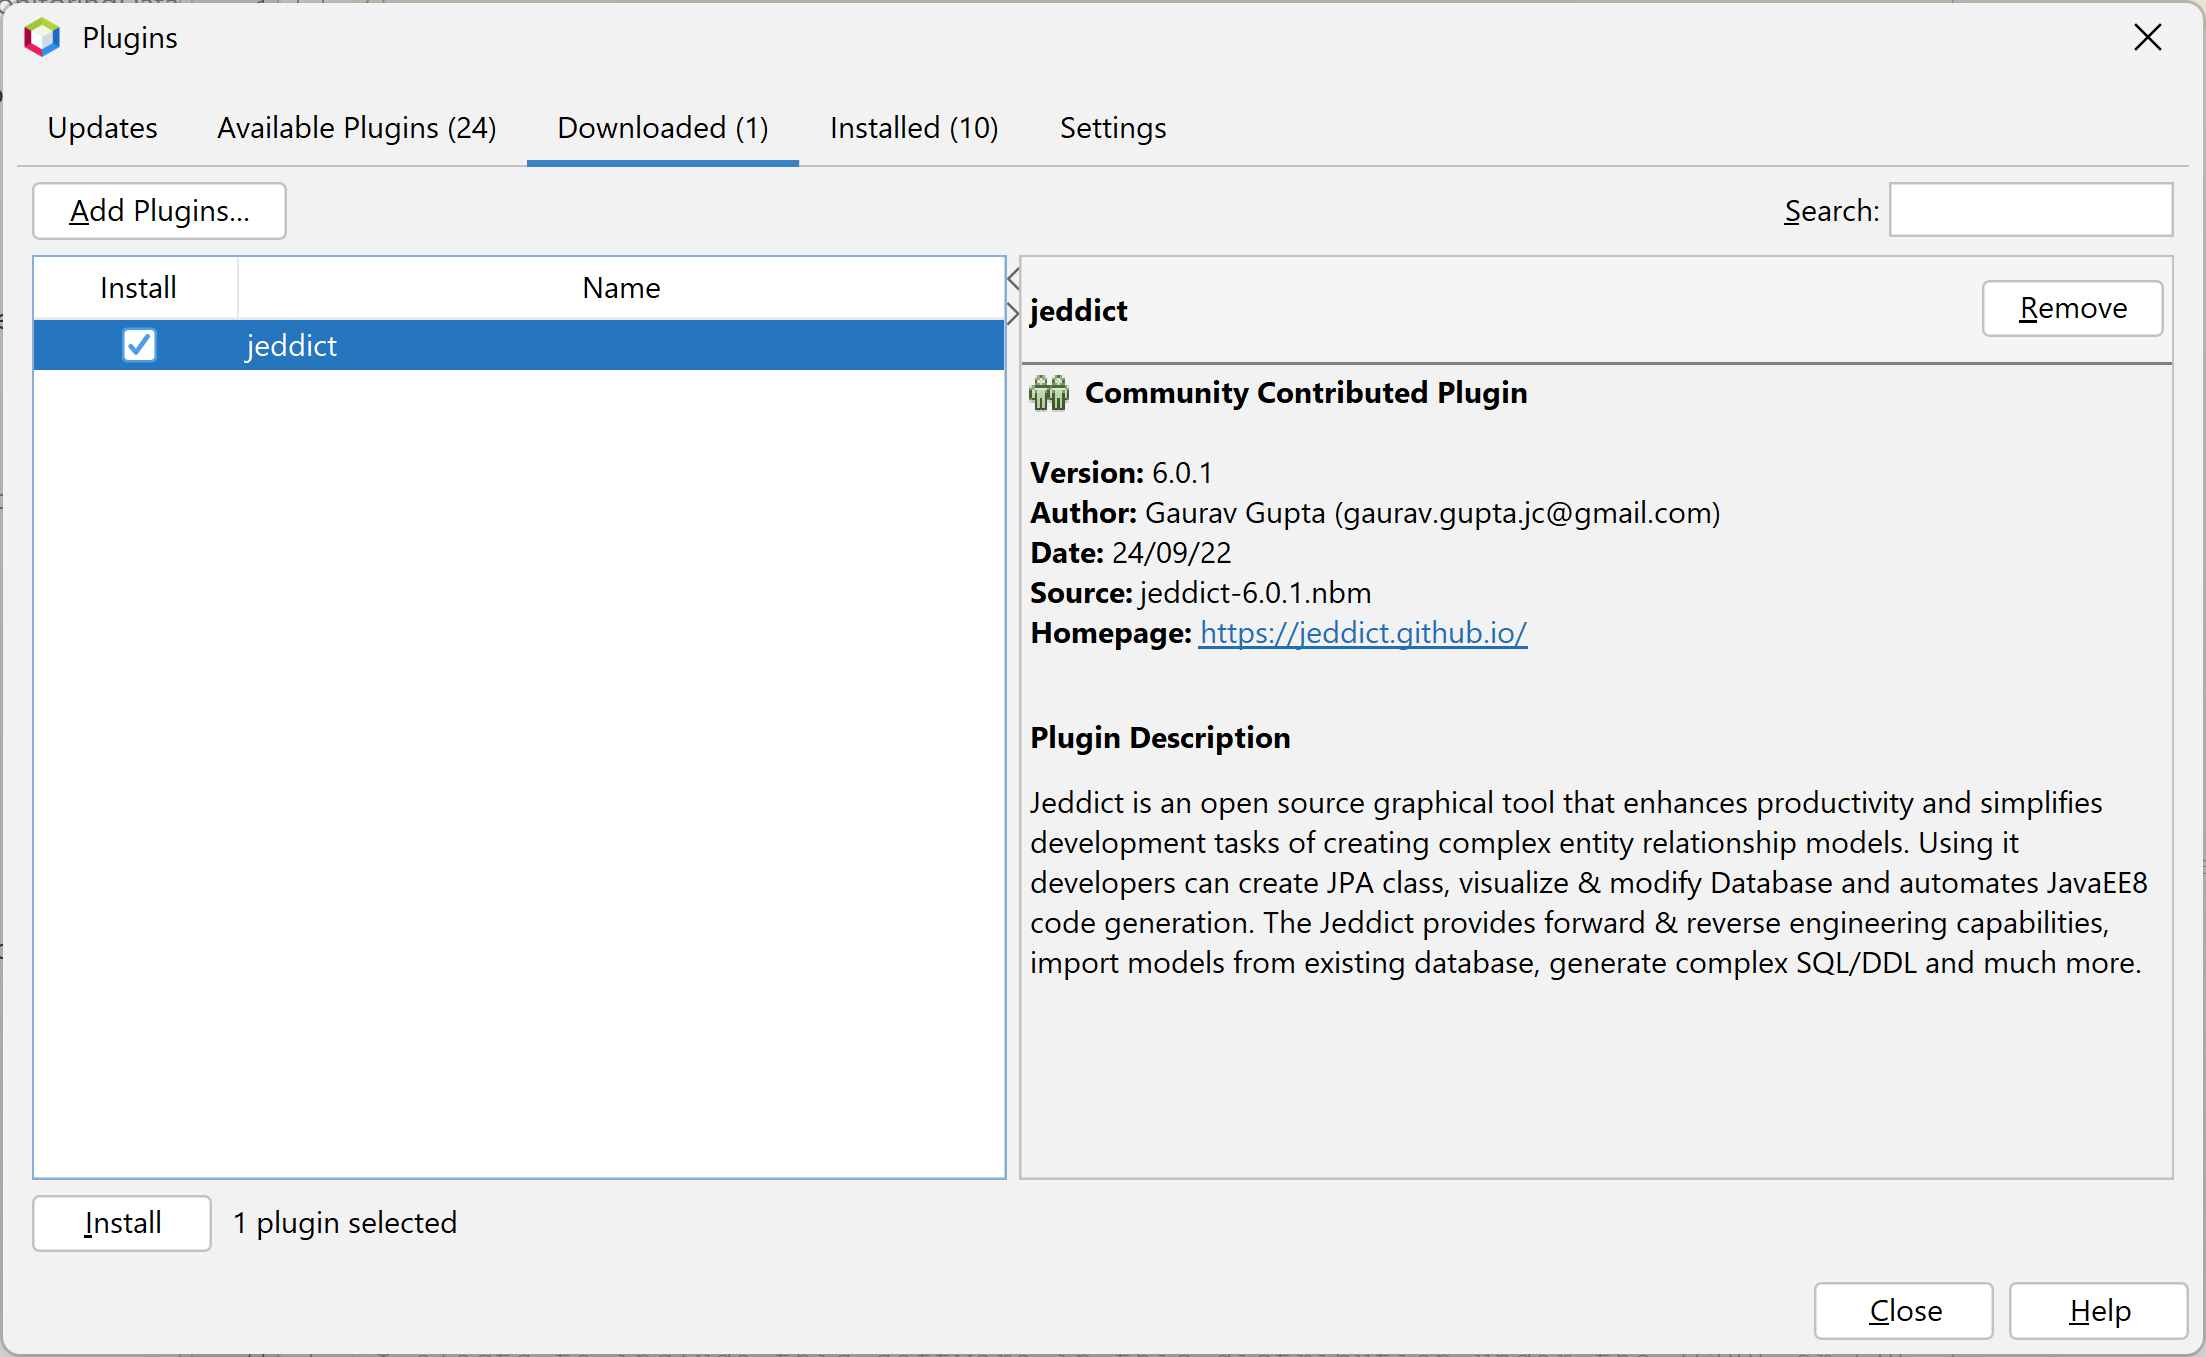 Plugins
Updates
Available Plugins (24)
Downloaded (1)
Installed (10)
Settings
Add Plugins...
Search:
Install
Name
jeddict
jeddict
Remove
Community Contributed Plugin
Version: 6.0.1
Author: Gaurav Gupta (gaurav.gupta.jc@gmail.com)
Date: 24/09/22
Source: jeddict-6.0.1.nbm
Homepage: https://jeddict.github.io/
Plugin Description
Jeddict is an open source graphical tool that enhances productivity and simplifies
development tasks of creating complex entity relationship models. Using it
developers can create JPA class, visualize & modify Database and automates JavaEE8
code generation. The Jeddict provides forward & reverse engineering capabilities,
import models from existing database, generate complex SQL/DDL and much more.
Install
1 plugin selected
Close
Help